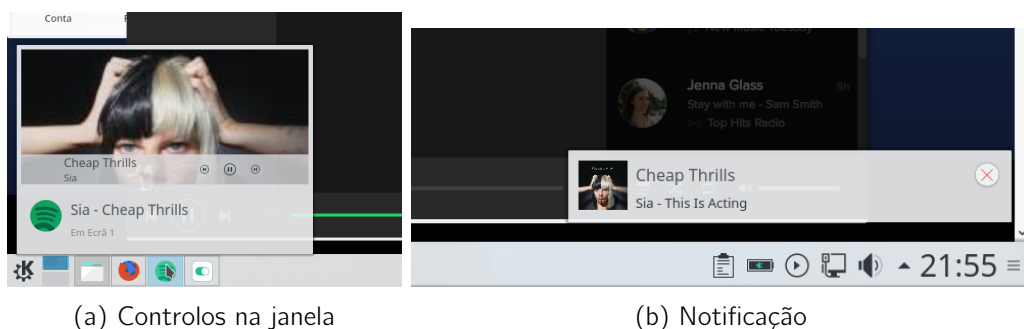 Conta
Cheap Thrills
Sia
Sia - Cheap Thrills
Em Ecrã 1
(a) Controlos na janela
New Music Tuesday
Jenna Glass
8h
Stay with me - Sam Smith
Top Hits Radio
Cheap Thrills
Sia - This Is Acting
21:55
(b) Notificação